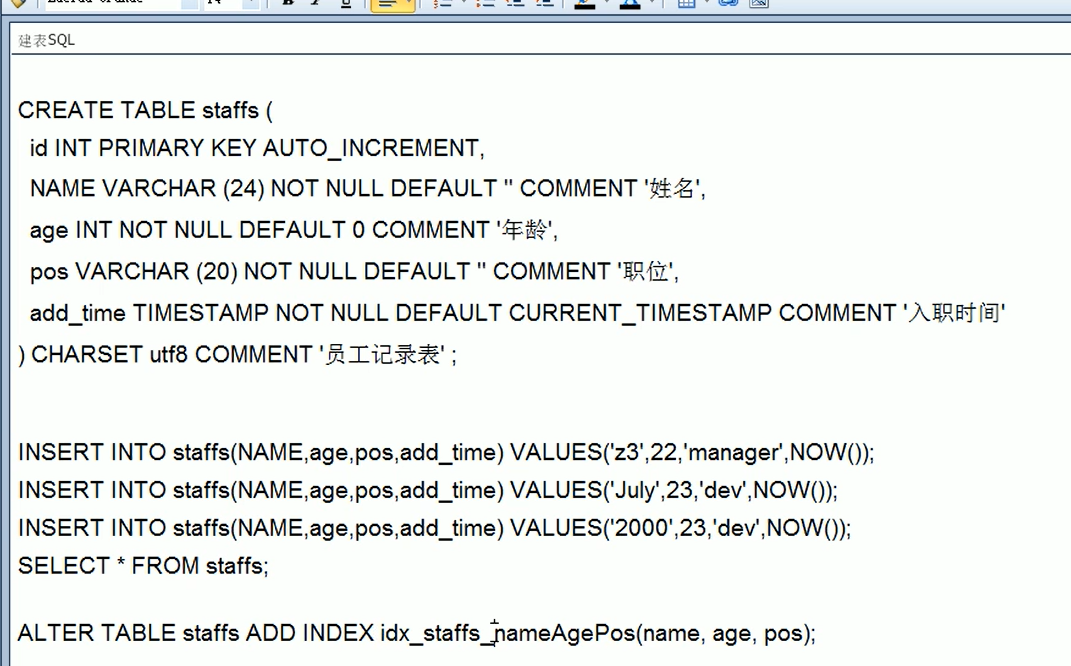 建表SQL
CREATE TABLE staffs (
id INT PRIMARY KEY AUTO_INCREMENT,
NAME VARCHAR (24) NOT NULL DEFAULT '' COMMENT '姓名',
age INT NOT NULL DEFAULT 0 COMMENT '年龄',
pos VARCHAR (20) NOT NULL DEFAULT '' COMMENT '职位',
add_time TIMESTAMP NOT NULL DEFAULT CURRENT_TIMESTAMP COMMENT '入职时间'
) CHARSET utf8 COMMENT '员工记录表' ;
INSERT INTO staffs(NAME,age,pos,add_time) VALUES('z3',22,'manager',NOW());
INSERT INTO staffs(NAME,age,pos,add_time) VALUES('July',23,'dev',NOW());
INSERT INTO staffs(NAME,age,pos,add_time) VALUES('2000',23,'dev',NOW());
SELECT * FROM staffs;
ALTER TABLE staffs ADD INDEX idx_staffs_nameAgePos(name, age, pos);